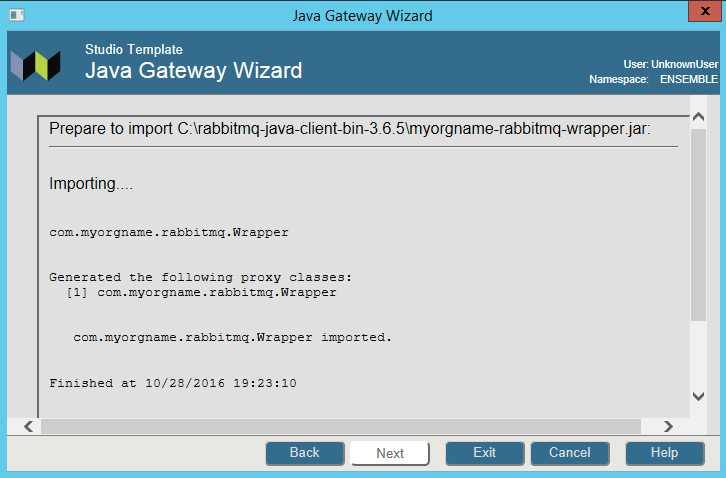 Java Gateway Wizard
x
Studio Template
Java Gateway Wizard
User: UnknownUser
Namespace: ENSEMBLE
Prepare to import C:\rabbitmq-java-client-bin-3.6.5\myorgname-rabbitmq-wrapper.jar:
Importing....
com.myorgname.rabbitmq.Wrapper
Generated the following proxy classes:
[1] com.myorgname.rabbitmq.Wrapper
com.myorgname.rabbitmq.Wrapper imported.
Finished at 10/28/2016 19:23:10
Back Next Exit Cancel Help